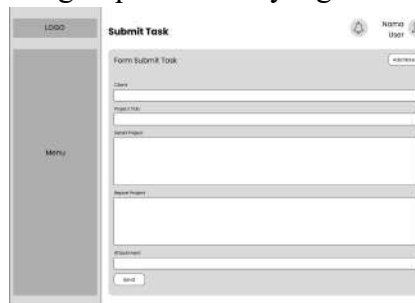 LOGO
Submit Task
Nama
User
Form Submit Task
Client
Project Title
Detail Project
Menu
Report Project
Attachment
Send